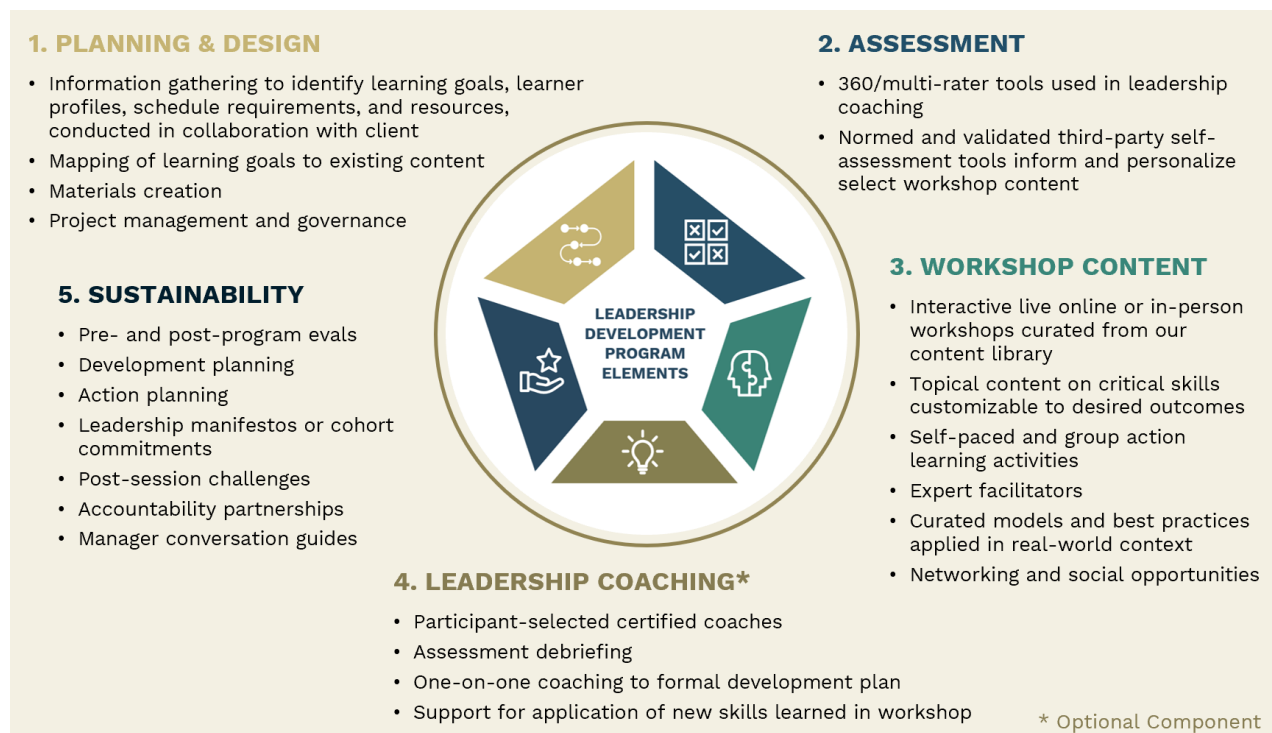 1. PLANNING & DESIGN
• Information gathering to identify learning goals, learner
profiles, schedule requirements, and resources,
conducted in collaboration with client
• Mapping of learning goals to existing content
• Materials creation
• Project management and governance
2. ASSESSMENT
• 360/multi-rater tools used in leadership
coaching
• Normed and validated third-party self-
assessment tools inform and personalize
select workshop content
3. WORKSHOP CONTENT
• Interactive live online or in-person
workshops curated from our
content library
• Topical content on critical skills
customizable to desired outcomes
• Self-paced and group action
learning activities
• Expert facilitators
• Curated models and best practices
applied in real-world context
• Networking and social opportunities
LEADERSHIP
DEVELOPMENT
PROGRAM
ELEMENTS
4. LEADERSHIP COACHING*
• Participant-selected certified coaches
• Assessment debriefing
• One-on-one coaching to formal development plan
• Support for application of new skills learned in workshop
5. SUSTAINABILITY
• Pre- and post-program evals
• Development planning
• Action planning
• Leadership manifestos or cohort
commitments
• Post-session challenges
• Accountability partnerships
• Manager conversation guides
* Optional Component